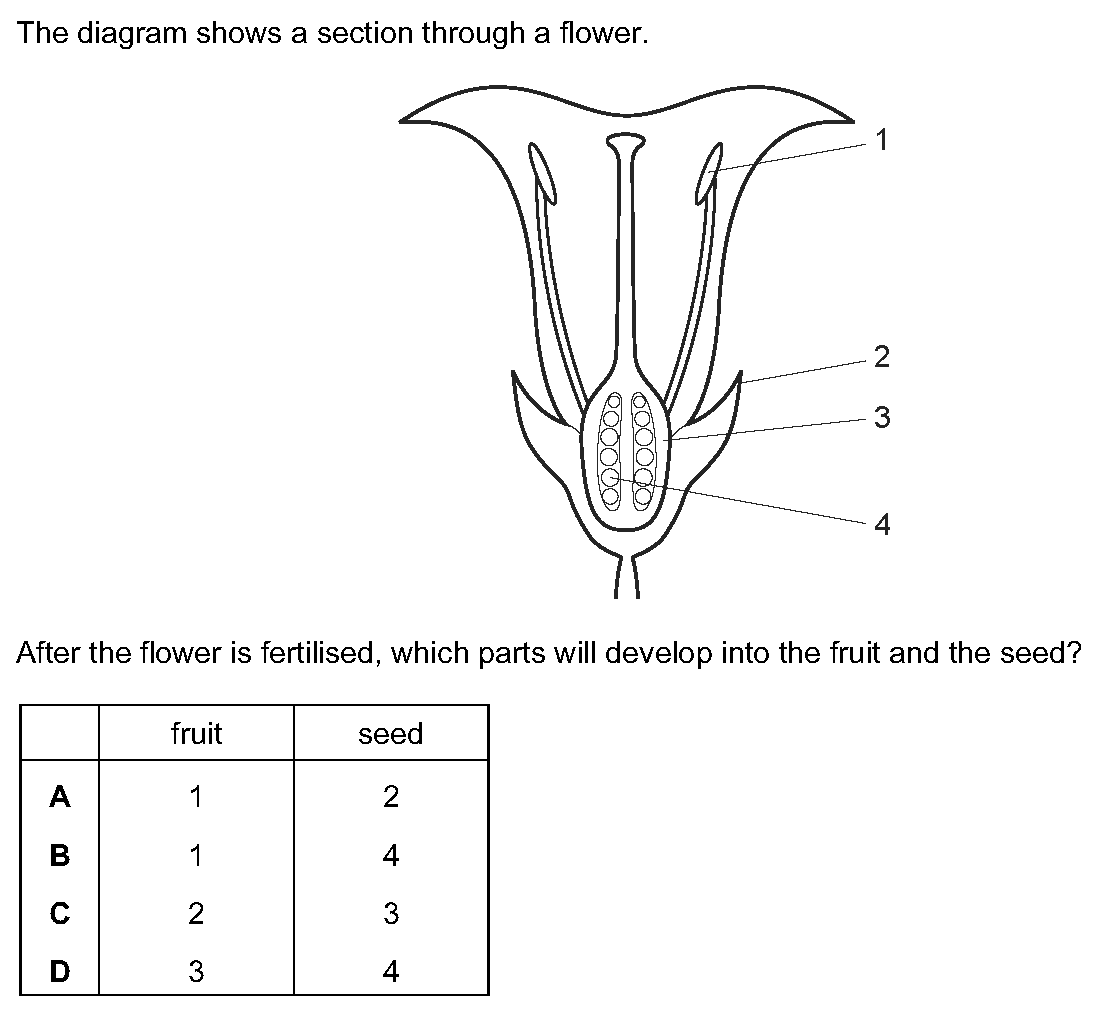 The diagram shows a section through a flower.
1
2
3
4
After the flower is fertilised, which parts will develop into the fruit and the seed?
fruit seed
A 1 2
B 1 4
C 2 3
D 3 4